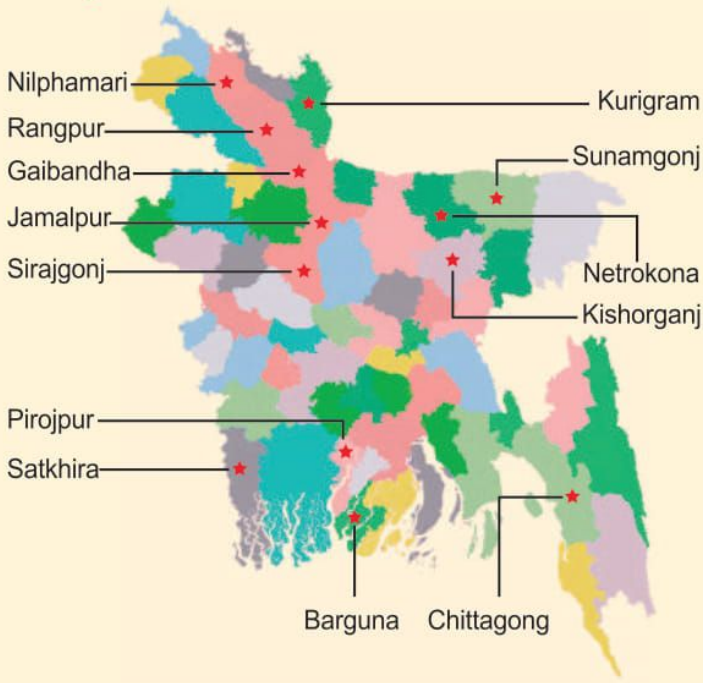 Nilphamari
Kurigram
Rangpur
Sunamgonj
Gaibandha
Jamalpur
Sirajgonj
Netrokona
Kishorganj
Pirojpur
Satkhira
Barguna
Chittagong